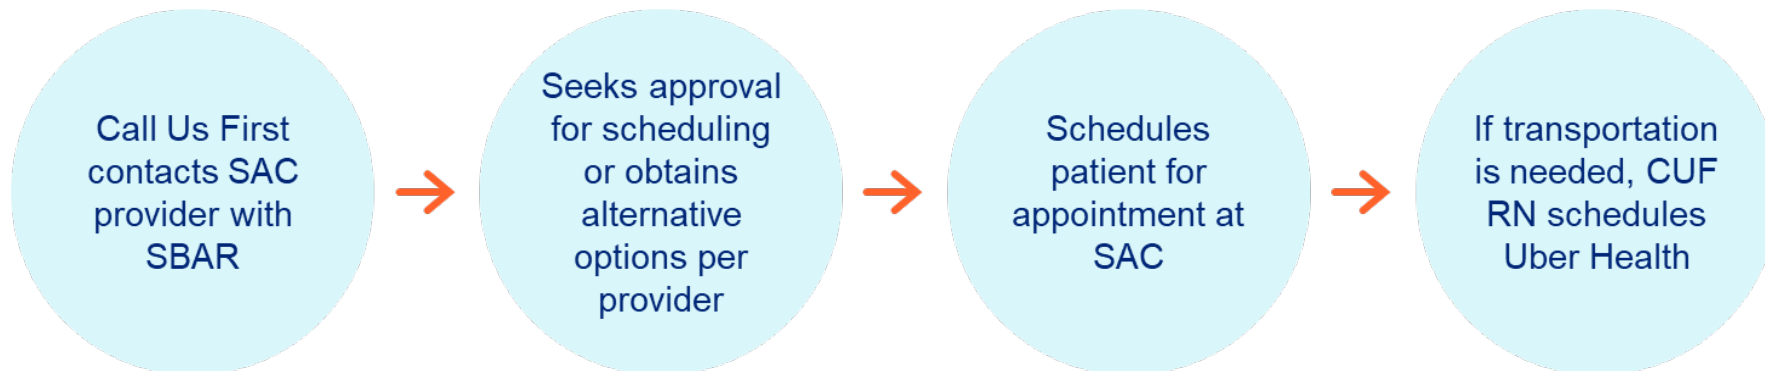 Call Us First
contacts SAC
provider with
SBAR
Seeks approval
for scheduling
or obtains
alternative
options per
provider
Schedules
patient for
appointment at
SAC
If transportation
is needed, CUF
RN schedules
Uber Health